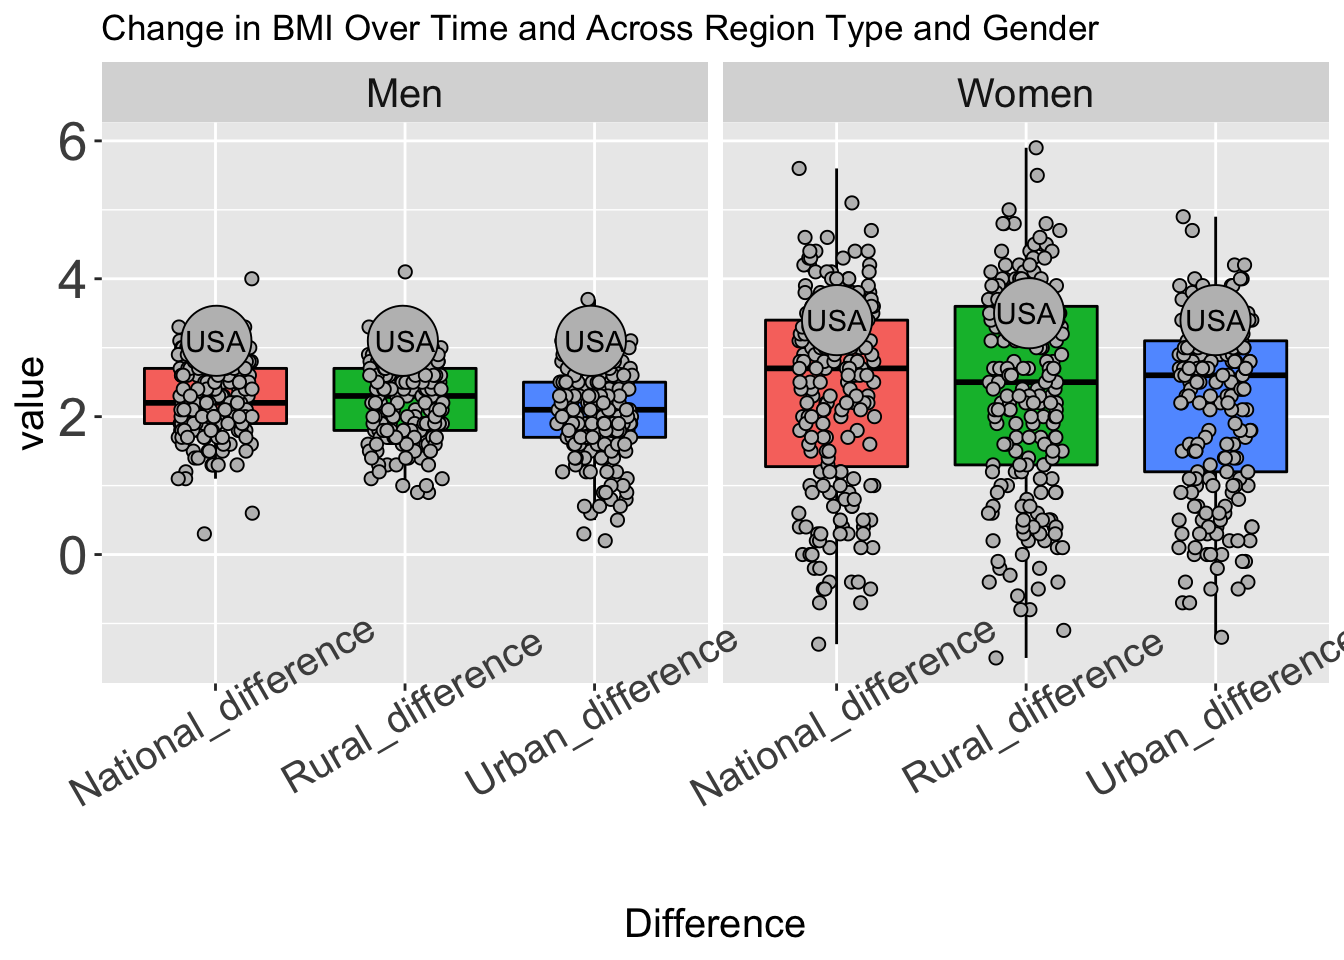 Change in BMI Over Time and Across Region Type and Gender
Men
Women
value
6
4
2
0
USA
USA
USA
USA
USA
USA
National_difference
Rural_difference
Urban_difference
National_difference
Rural_difference
Urban_difference
Difference